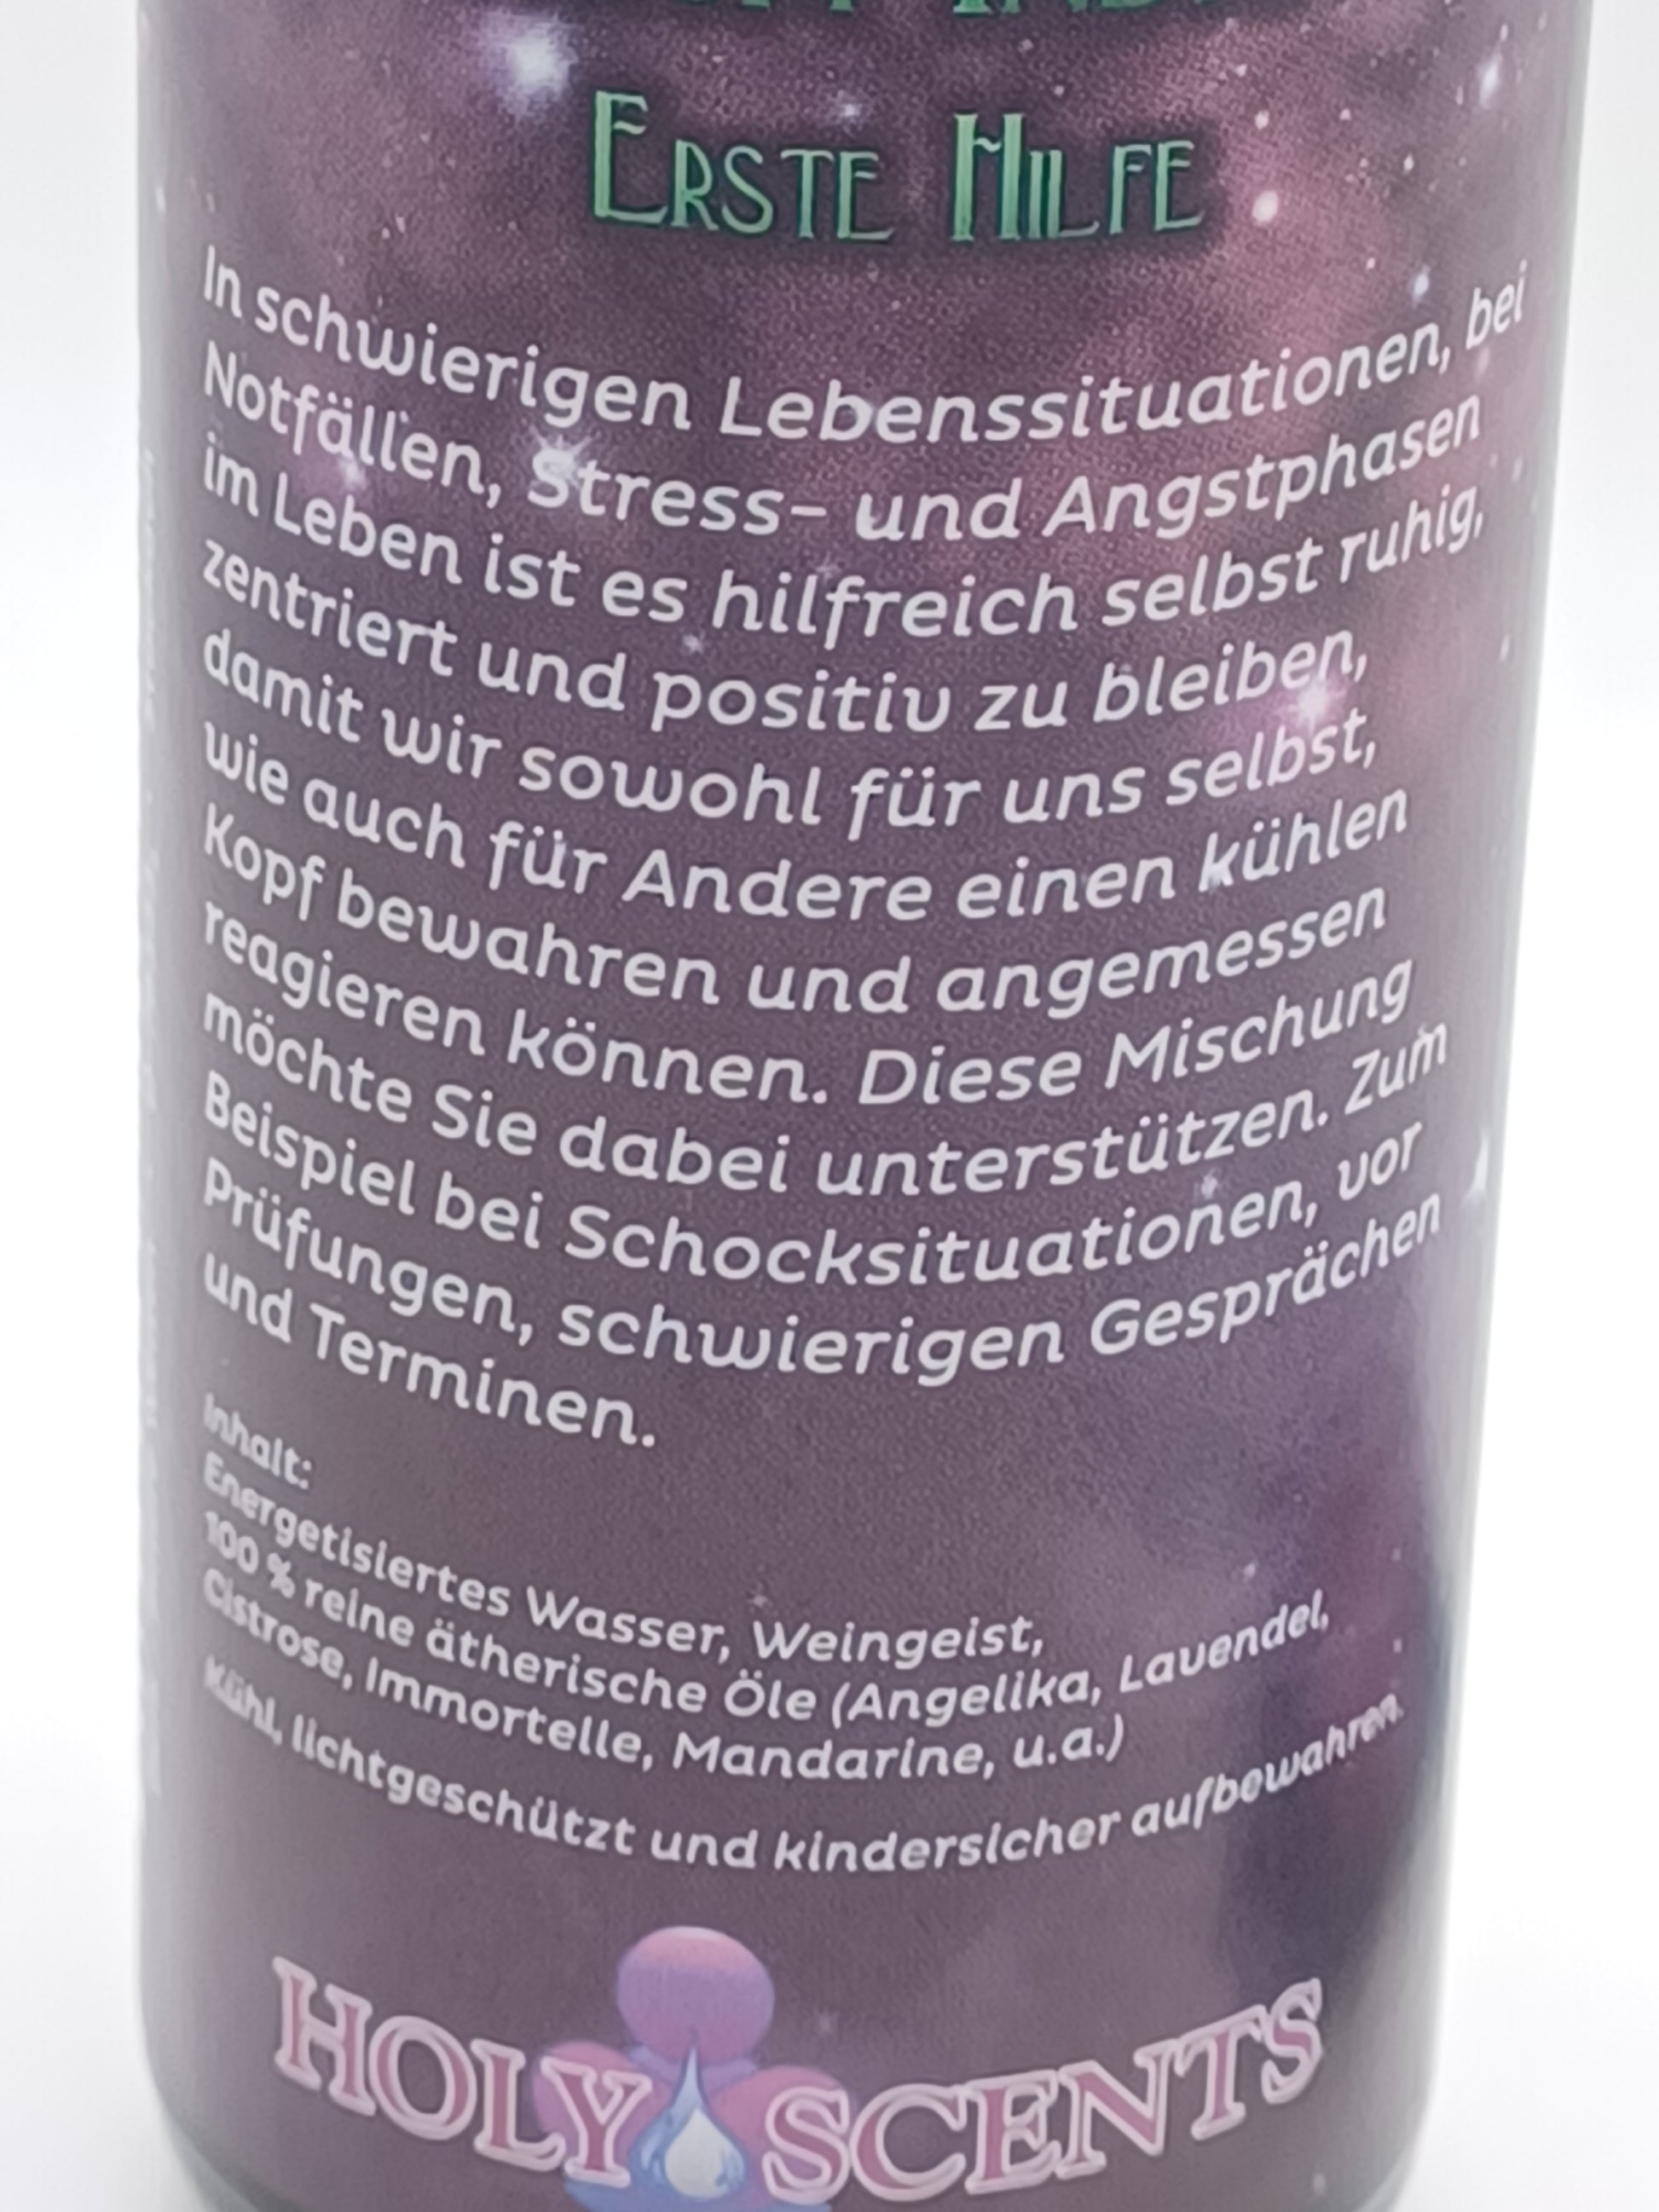 Erste Hilfe
In schwierigen Lebenssituationen, bei
Notfällen, Stress- und Angstphasen
im Leben ist es hilfreich selbst ruhig,
zentriert und positiv zu bleiben,
damit wir sowohl für uns selbst,
wie auch für Andere einen kühlen
Kopf bewahren und angemessen
reagieren können. Diese Mischung
möchte Sie dabei unterstützen. Zum
Beispiel bei Schocksituationen, vor
Prüfungen, schwierigen Gesprächen
und Terminen.
Inhalt:
Energetisiertes Wasser, Weingeist,
100 % reine ätherische Öle (Angelika, Lavendel,
Cistrose, Immortelle, Mandarine, u.a.)
Kühl, lichtgeschützt und kindersicher aufbewahren.
HOLY SCENTS